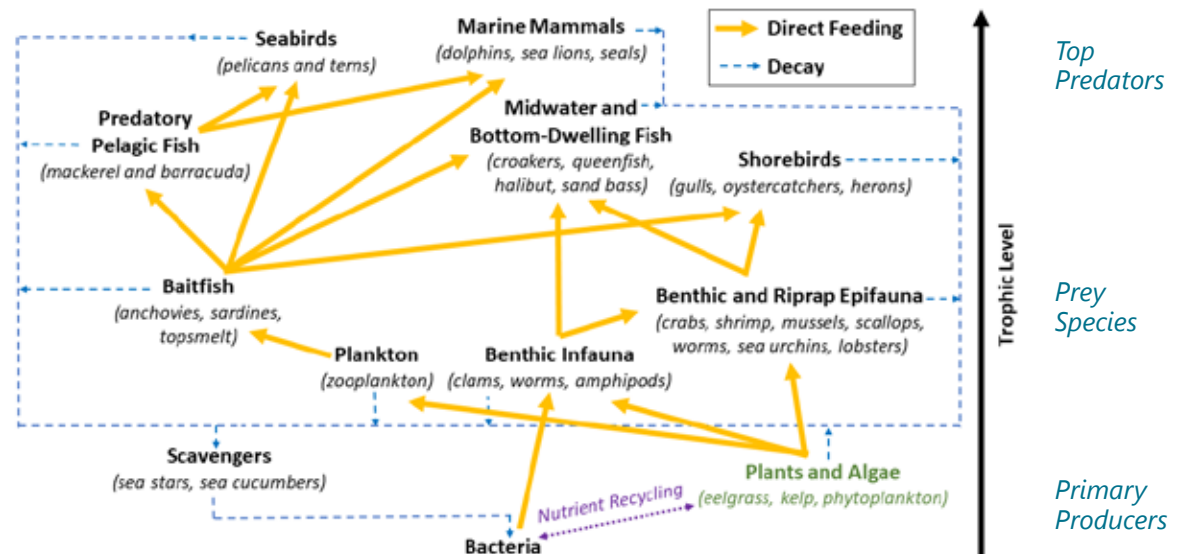 Seabirds
(pelicans and terns)
Marine Mammals
(dolphins, sea lions, seals)
Direct Feeding
Decay
Top
Predators
Predatory
Pelagic Fish
(mackerel and barracuda)
Midwater and
Bottom-Dwelling Fish
(croakers, queenfish,
halibut, sand bass)
Shorebirds
(gulls, oystercatchers, herons)
Trophic Level
Baitfish
(anchovies, sardines,
topsmelt)
Benthic and Riprap Epifauna
(crabs, shrimp, mussels, scallops,
worms, sea urchins, lobsters)
Prey
Species
Plankton
(zooplankton)
Benthic Infauna
(clams, worms, amphipods)
Scavengers
(sea stars, sea cucumbers)
Plants and Algae
(eelgrass, kelp, phytoplankton)
Nutrient Recycling
Primary
Producers
Bacteria